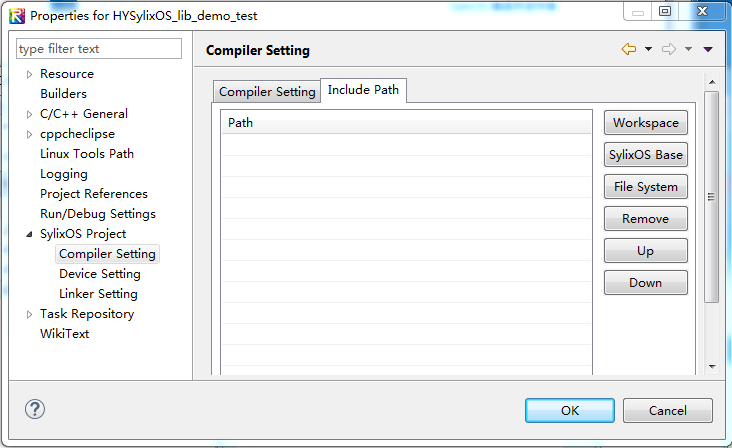 Properties for HYSylixOS_lib_demo_test
type filter text
Resource
Builders
C/C++ General
cppcheclipse
Linux Tools Path
Logging
Project References
Run/Debug Settings
SylixOS Project
Compiler Setting
Device Setting
Linker Setting
Task Repository
WikiText
Compiler Setting
Compiler Setting
Include Path
Path
Workspace
SylixOS Base
File System
Remove
Up
Down
?
OK
Cancel